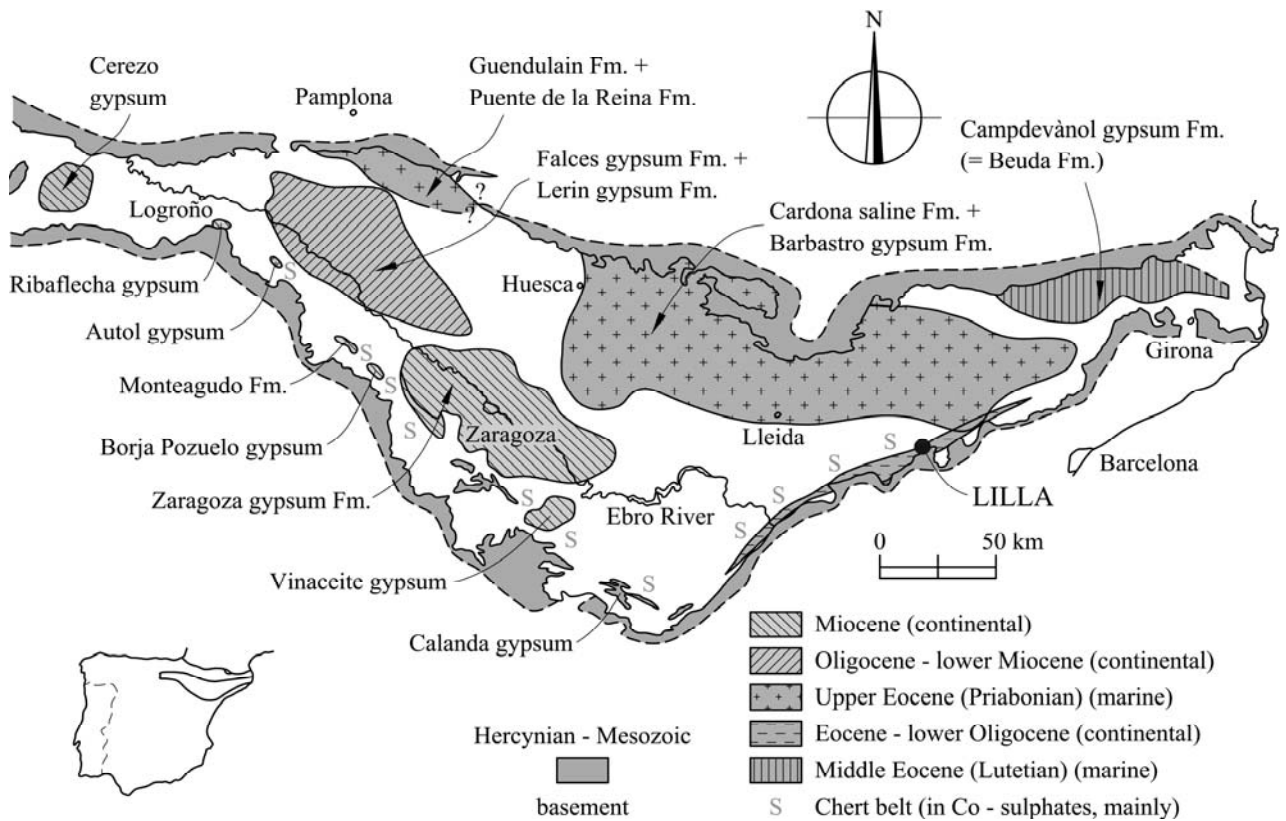 N
Cerezo
gypsum
Pamplona
Guendulain Fm. +
Puente de la Reina Fm.
Campdevànol gypsum Fm.
(= Beuda Fm.)
Falces gypsum Fm. +
Lerin gypsum Fm.
?
?
Cardona saline Fm. +
Barbastro gypsum Fm.
Logroño
Ribaflecha gypsum
S
Huesca
Autol gypsum
Monteagudo Fm.
S
S
Girona
Borja Pozuelo gypsum
S
Zaragoza
Lleida
S
Barcelona
Zaragoza gypsum Fm.
S
LILLA
S
Ebro River
S
S
0 50 km
Vinaceite gypsum
S
S
Calanda gypsum
Miocene (continental)
Oligocene - lower Miocene (continental)
Upper Eocene (Priabonian) (marine)
Eocene - lower Oligocene (continental)
Middle Eocene (Lutetian) (marine)
S Chert belt (in Co - sulphates, mainly)
Hercynian - Mesozoic
basement